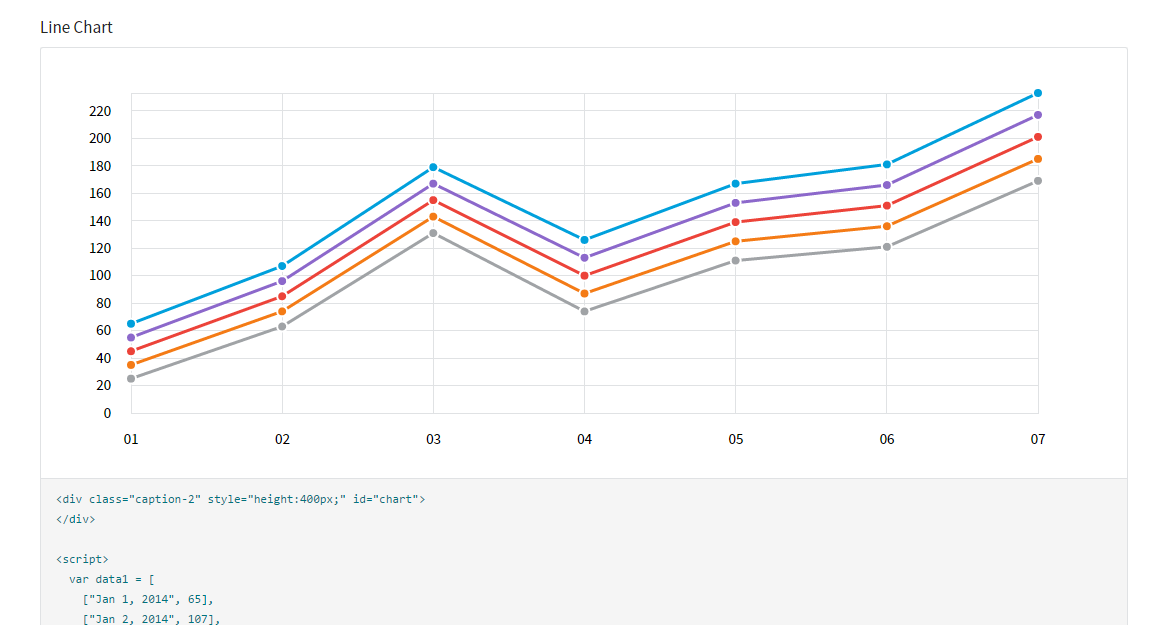 Line Chart
220
200
180
160
140
120
100
80
60
40
20
0
01 02 03 04 05 06 07
<div class="caption-2" style="height:400px;" id="chart">
</div>
<script>
var data1 = [
["Jan 1, 2014", 65],
["Jan 2, 2014", 107],